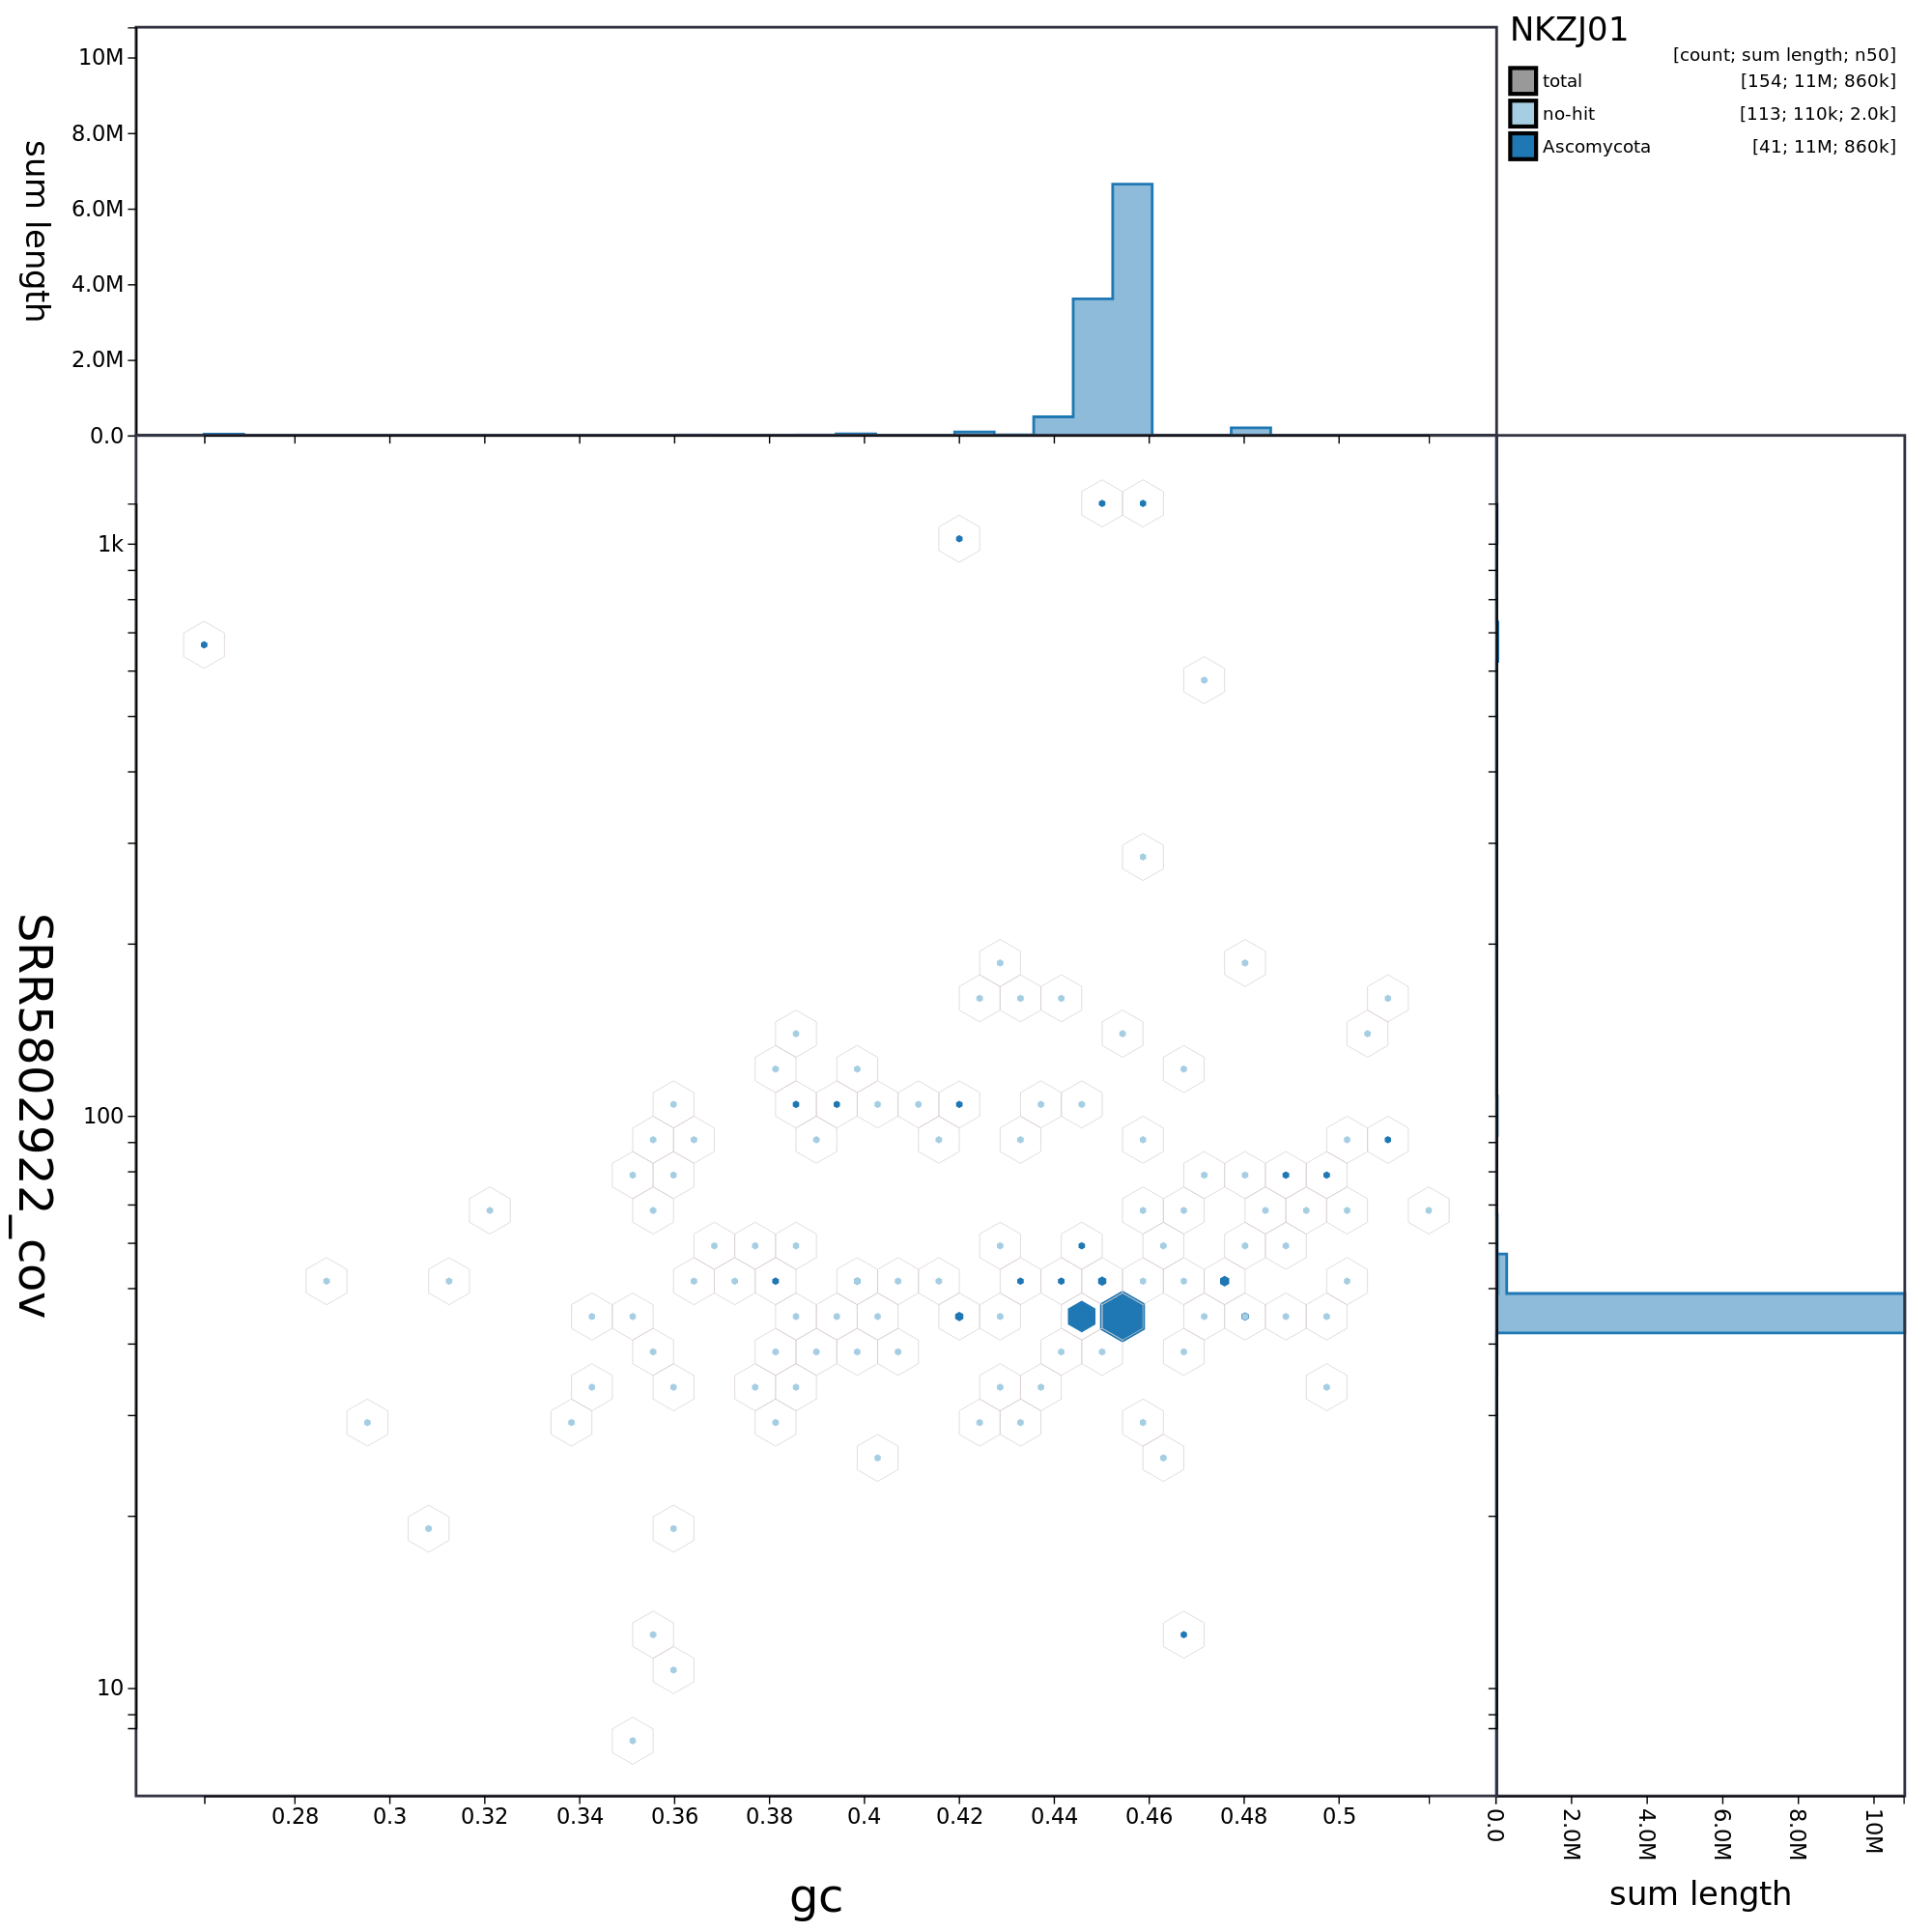 NKZJ01
[count; sum length; n50]
total [154; 11M; 860k]
no-hit [113; 110k; 2.0k]
Ascomycota [41; 11M; 860k]
sum length
10M
8.0M
6.0M
4.0M
2.0M
0.0
SRR5802922_cov
1k
100
10
0.28 0.3 0.32 0.34 0.36 0.38 0.4 0.42 0.44 0.46 0.48 0.5
gc
0.0 2.0M 4.0M 6.0M 8.0M 10M
sum length